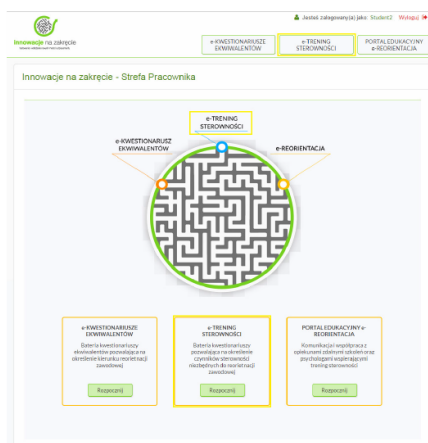 Jesteś zalogowany(a) jako: Student2 Wyloguj
Innowacje na zakręcie
e-KWESTIONARIUSZE EKWIWALENTÓW
e-TRENING STEROWNOŚCI
PORTAL EDUKACYJNY e-REORIENTACJA
Innowacje na zakręcie - Strefa Pracownika
e-TRENING
STEROWNOŚCI
e-KWESTIONARIUSZ
EKWIWALENTÓW
e-REORIENTACJA
e-KWESTIONARIUSZE
EKWIWALENTÓW
Bateria kwestionariuszy
ekwiwalentów pozwalająca na
określenie kierunku reorietnacji
zawodowej
Rozpocznij
e-TRENING
STEROWNOŚCI
Bateria kwestionariuszy
pozwalająca na określenie
czynników sterowności
niezbędnych do reorietnacji
zawodowej
Rozpocznij
PORTAL EDUKACYJNY e-
REORIENTACJA
Komunikacja i współpraca z
opiekunami zdalnymi szkoleń oraz
psychologami wspierającymi
trening sterowności
Rozpocznij